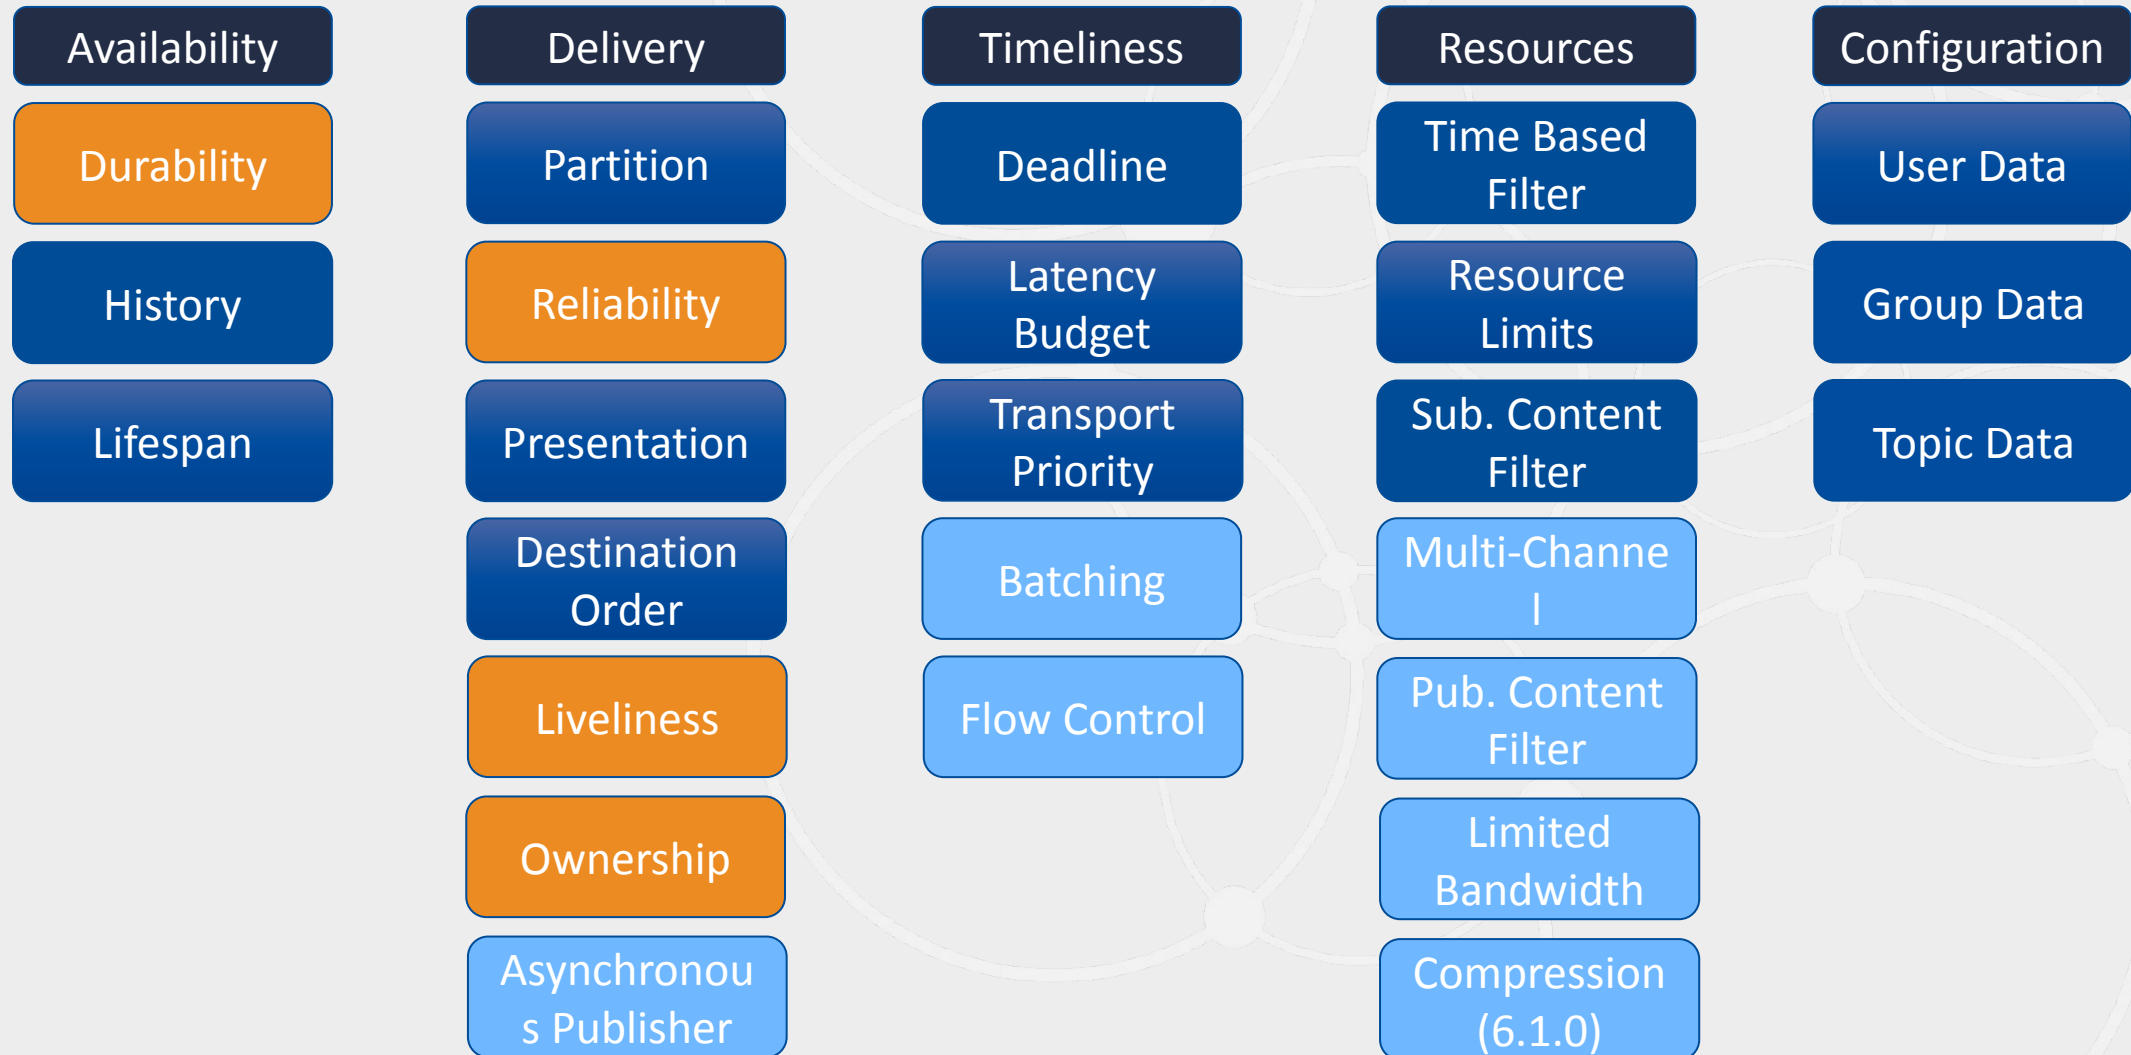 Availability
Durability
History
Lifespan
Delivery
Partition
Reliability
Presentation
Destination
Order
Liveliness
Ownership
Asynchronou
s Publisher
Timeliness
Deadline
Latency
Budget
Transport
Priority
Batching
Flow Control
Resources
Time Based
Filter
Resource
Limits
Sub. Content
Filter
Multi-Channe
l
Pub. Content
Filter
Limited
Bandwidth
Compression
(6.1.0)
Configuration
User Data
Group Data
Topic Data